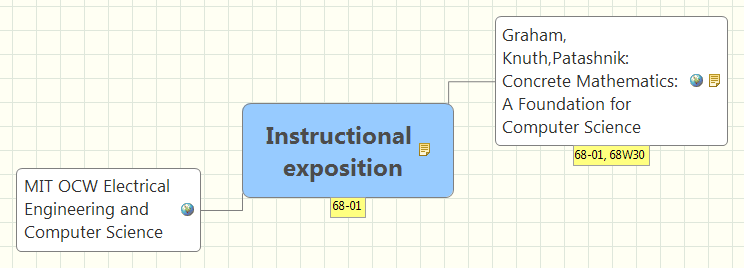 Graham,
Knuth,Patashnik:
Concrete Mathematics:
A Foundation for
Computer Science
68-01, 68W30
Instructional
exposition
68-01
MIT OCW Electrical
Engineering and
Computer Science